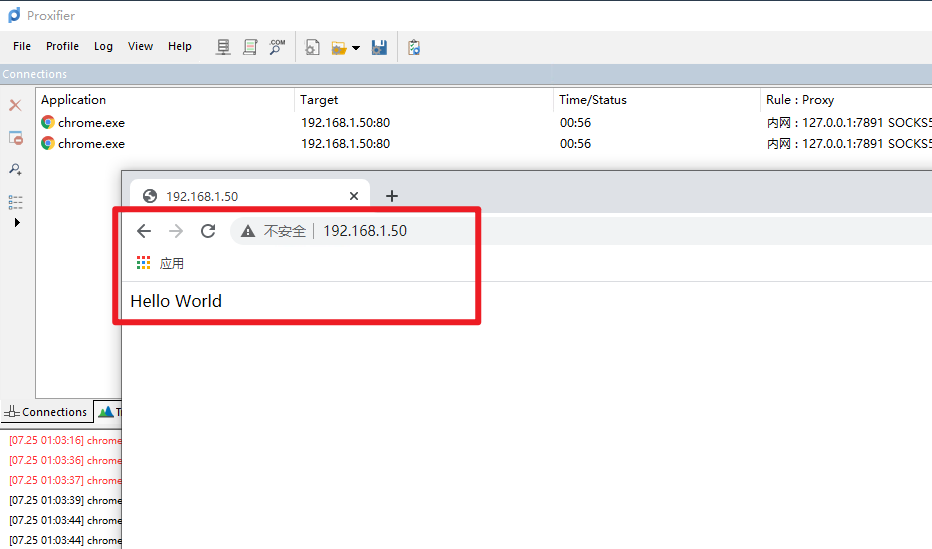 Proxifier
File Profile Log View Help .COM
Connections
Application Target Time/Status Rule : Proxy
chrome.exe 192.168.1.50:80 00:56 内网 : 127.0.0.1:7891 SOCKS5
chrome.exe 192.168.1.50:80 00:56 内网 : 127.0.0.1:7891 SOCKS5
192.168.1.50
不安全 192.168.1.50
应用
Hello World
Connections
[07.25 01:03:16] chrome
[07.25 01:03:36] chrome
[07.25 01:03:37] chrome
[07.25 01:03:39] chrome
[07.25 01:03:44] chrome
[07.25 01:03:44] chrome